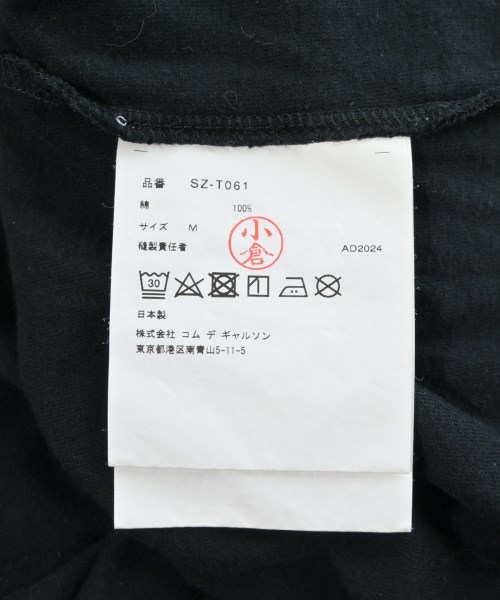 品番 SZ-T061
綿 100%
サイズ M
小倉
縫製責任者 AD2024
30
日本製
株式会社 コム デ ギャルソン
東京都港区南青山5-11-5